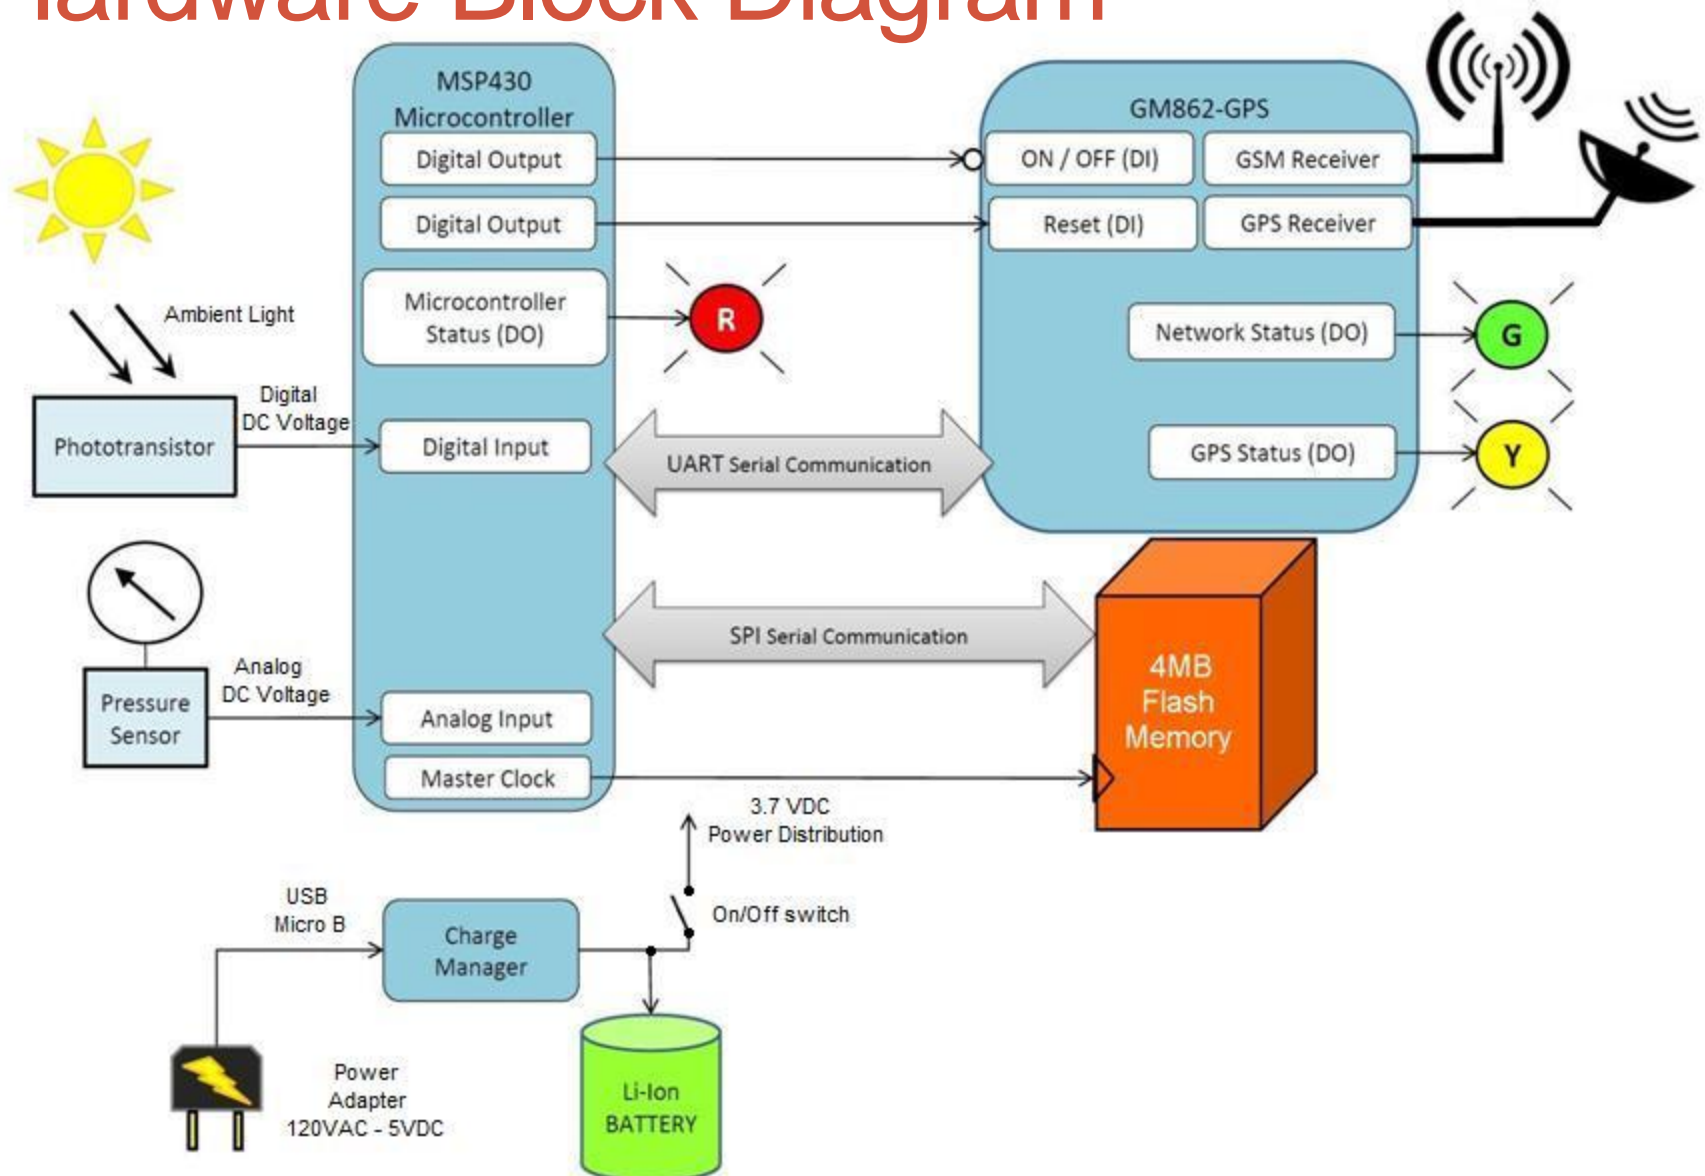 Hardware Block Diagram
MSP430
Microcontroller
Digital Output
Digital Output
Microcontroller
Status (DO)
Digital Input
Analog Input
Master Clock
GM862-GPS
ON / OFF (DI)
GSM Receiver
Reset (DI)
GPS Receiver
Network Status (DO)
GPS Status (DO)
R
G
Y
Ambient Light
Phototransistor
Digital
DC Voltage
UART Serial Communication
SPI Serial Communication
Pressure
Sensor
Analog
DC Voltage
4MB
Flash
Memory
3.7 VDC
Power Distribution
On/Off switch
USB
Micro B
Charge
Manager
Power
Adapter
120VAC - 5VDC
Li-Ion
BATTERY